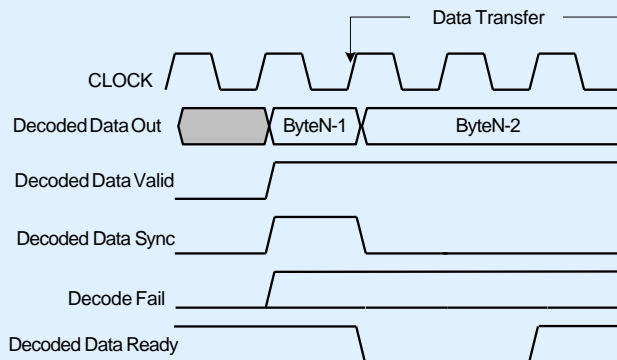 Data Transfer
CLOCK
Decoded Data Out
ByteN-1
ByteN-2
Decoded Data Valid
Decoded Data Sync
Decode Fail
Decoded Data Ready